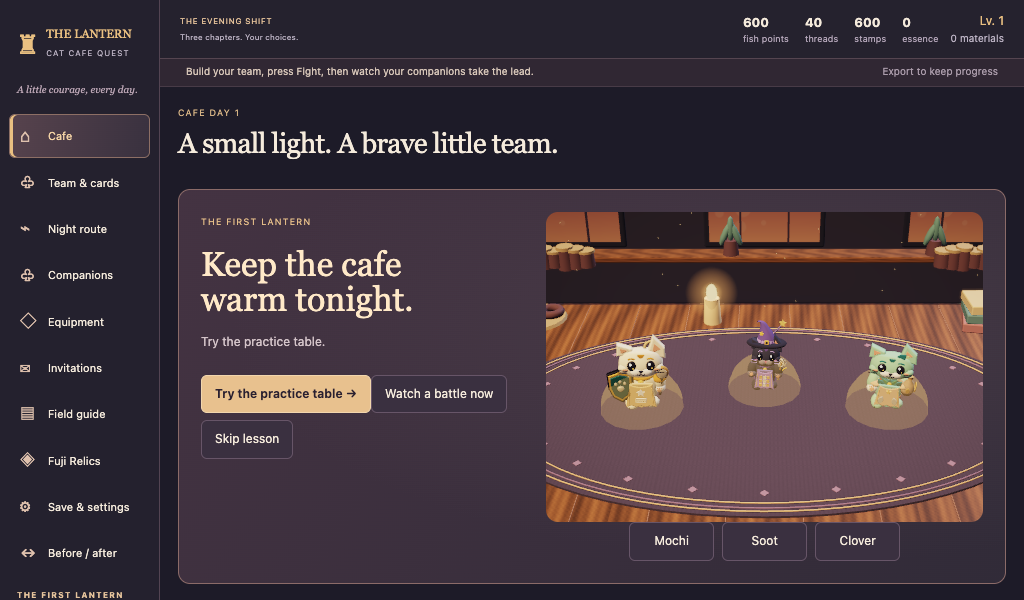 THE LANTERN
CAT CAFE QUEST
A little courage, every day.
Cafe
Team & cards
Night route
Companions
Equipment
Invitations
Field guide
Fuji Relics
Save & settings
Before / after
THE FIRST LANTERN
THE EVENING SHIFT
Three chapters. Your choices.
600
fish points
40
threads
600
stamps
0
essence
Lv. 1
0 materials
Build your team, press Fight, then watch your companions take the lead.
Export to keep progress
CAFE DAY 1
A small light. A brave little team.
THE FIRST LANTERN
Keep the cafe
warm tonight.
Try the practice table.
Try the practice table →
Watch a battle now
Skip lesson
Mochi
Soot
Clover